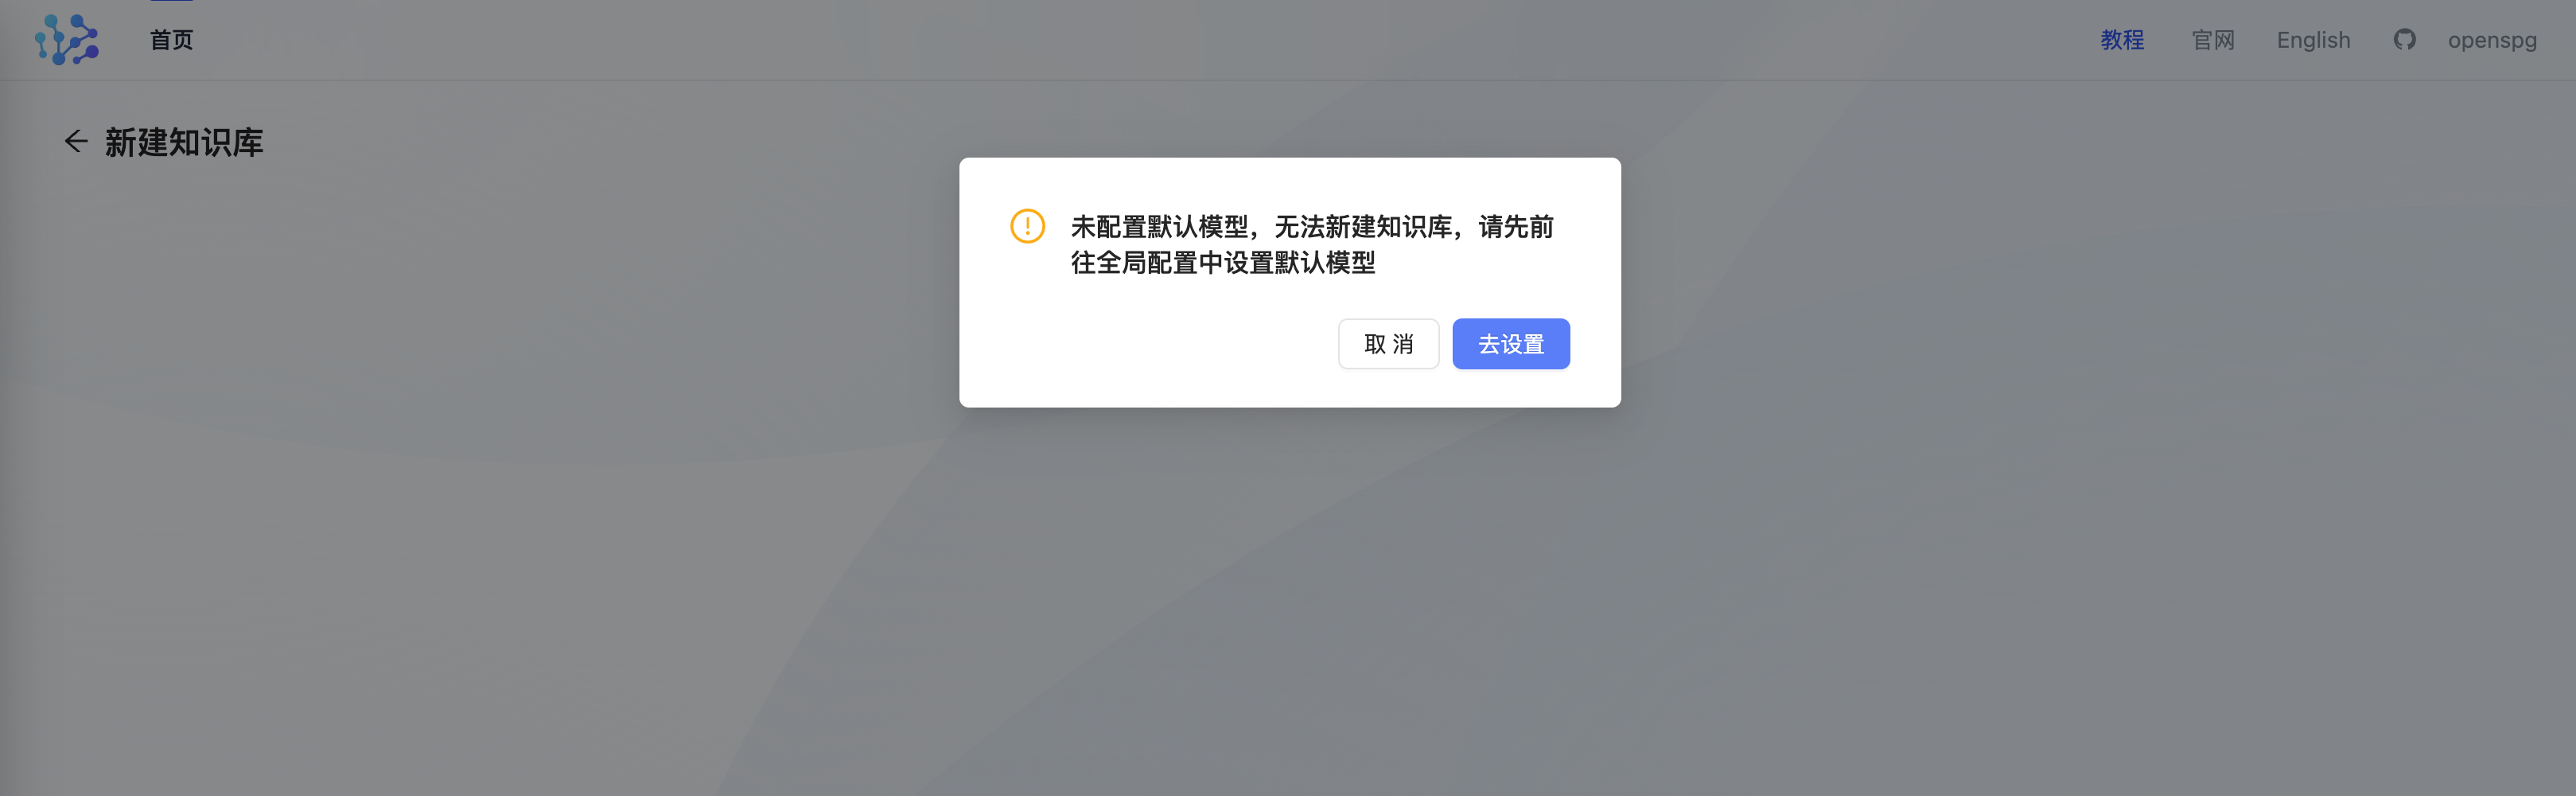 首页
教程
官网
English
openspg
新建知识库
未配置默认模型，无法新建知识库，请先前
往全局配置中设置默认模型
取 消
去设置